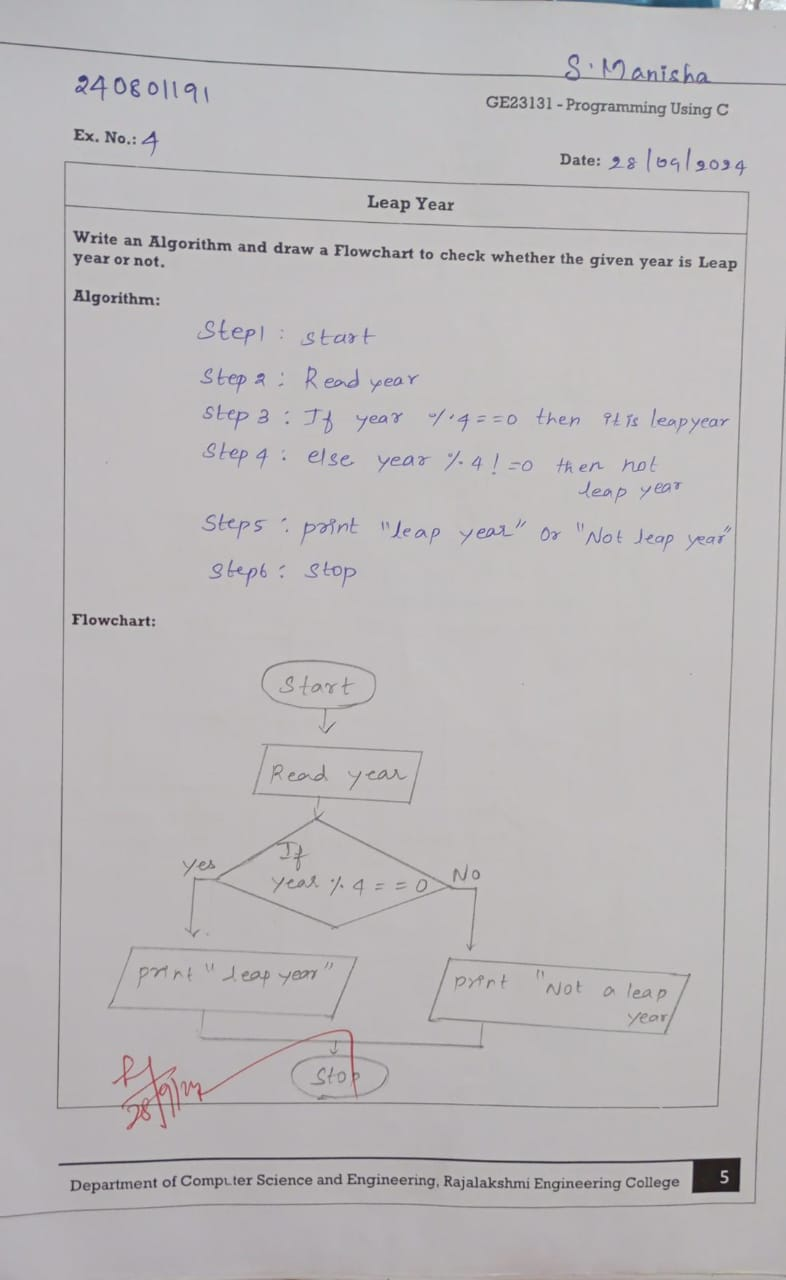 S. Manisha
240801191
GE23131 - Programming Using C
Ex. No.: 4
Date: 28/09/2024
Leap Year
Write an Algorithm and draw a Flowchart to check whether the given year is Leap
year or not.
Algorithm:
Step1 : Start
Step 2 : Read year
Step 3 : If year % 4 == 0 then it is leapyear
Step 4 : else year % 4 ! =0 then not
leap year
Step5 : print "leap year" or "Not leap year"
Step6 : Stop
Flowchart:
Start
Read year
If
year % 4 = = 0
Yes
No
print "leap year"
print "Not a leap
year
Stop
28/9/24
Department of Computer Science and Engineering, Rajalakshmi Engineering College
5